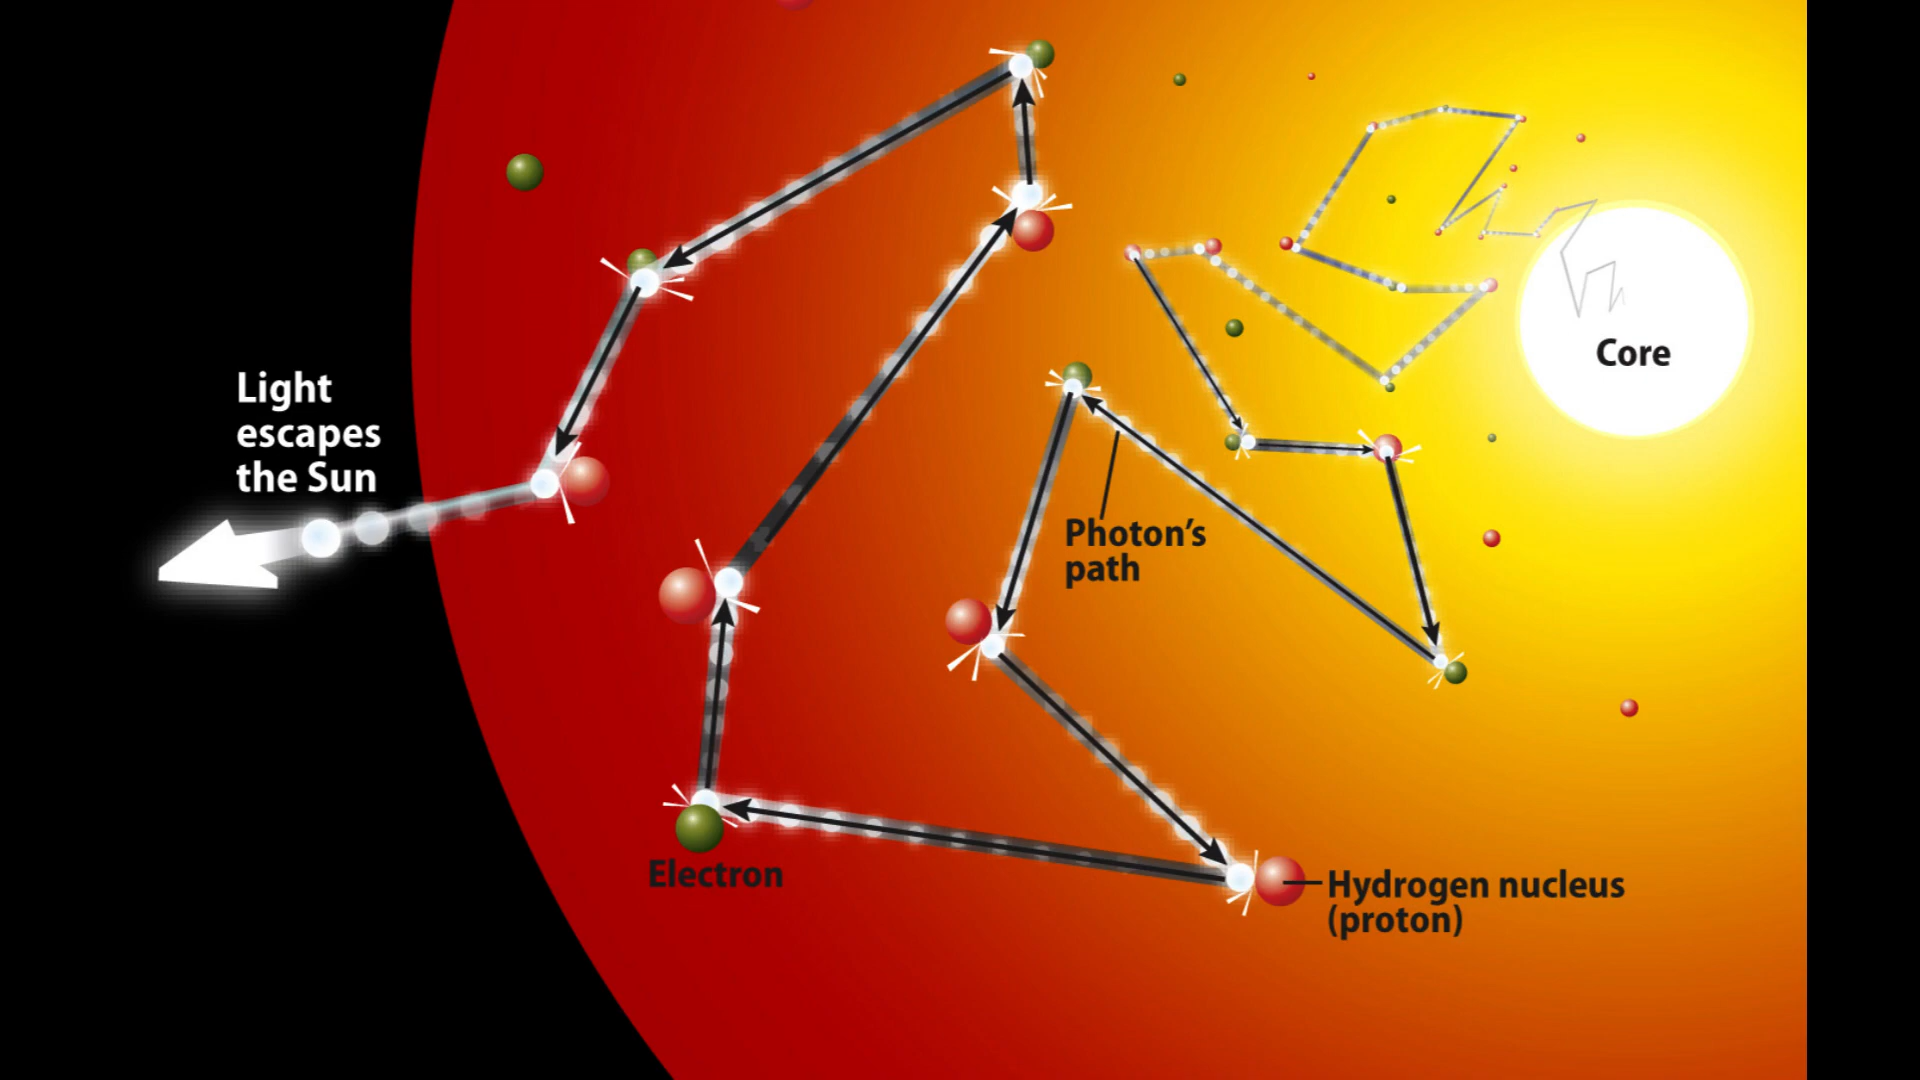 Light
escapes
the Sun
Core
Photon's
path
Electron
Hydrogen nucleus
(proton)